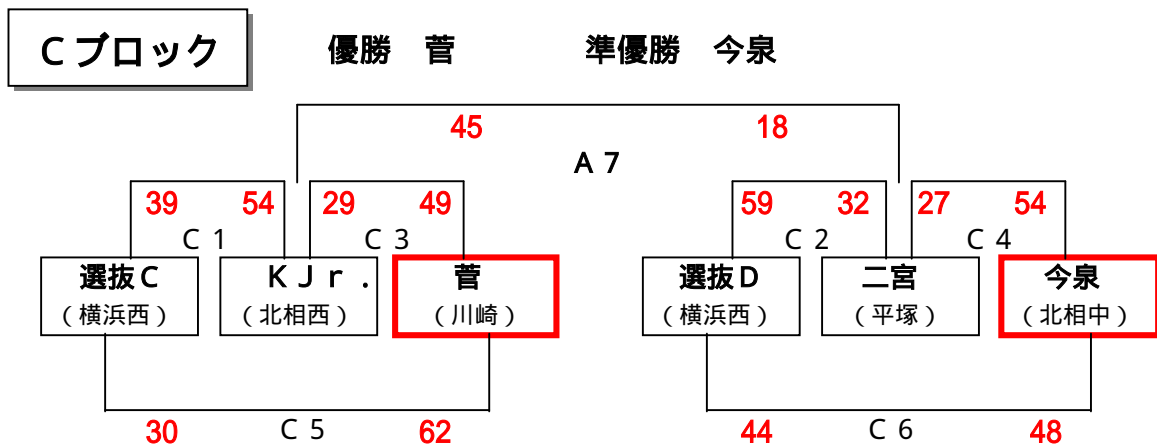 Cブロック 優勝 菅 準優勝 今泉
45 18
A7
39 54 29 49 59 32 27 54
C1 C3 C2 C4
選抜C KJr. 菅 選抜D 二宮 今泉
(横浜西) (北相西) (川崎) (横浜西) (平塚) (北相中)
30 C5 62 44 C6 48